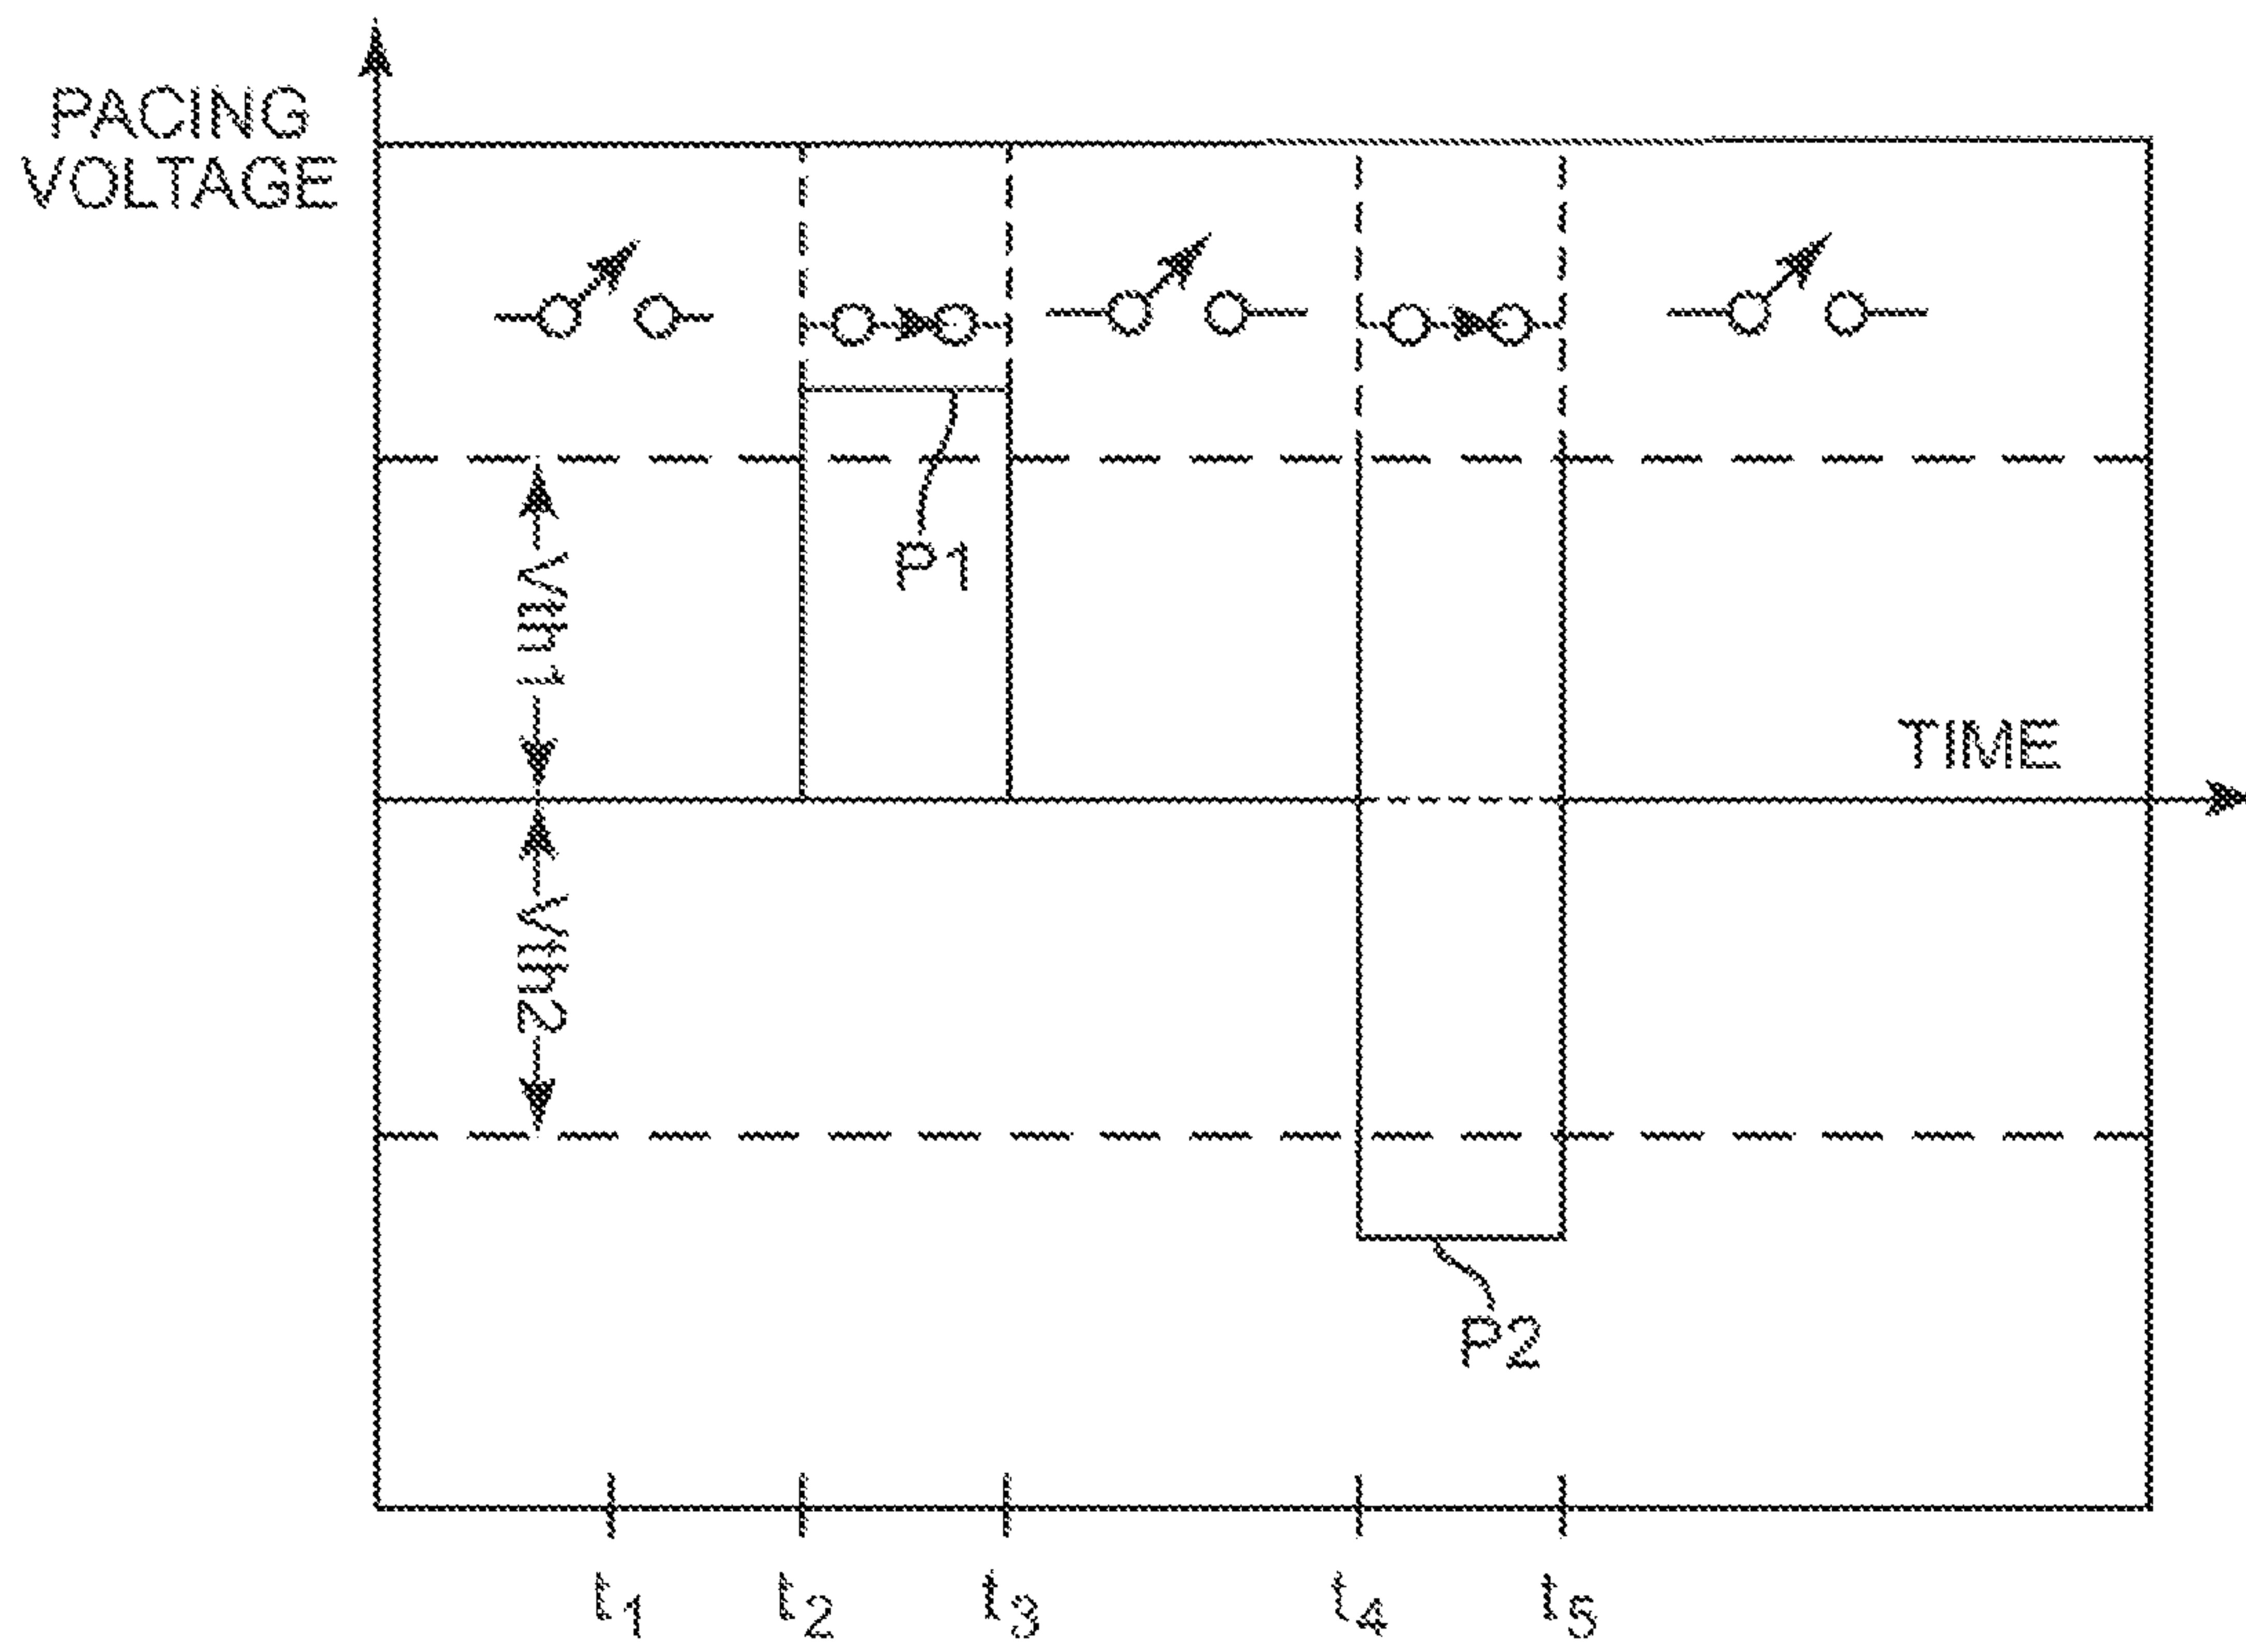 PACING
VOLTAGE
P1
Vth1
TIME
Vth2
P2
t1 t2 t3 t4 t5